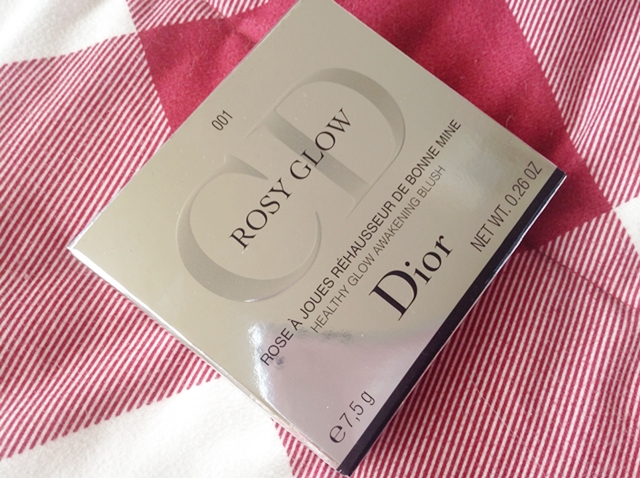 001
CD
ROSY GLOW
ROSE À JOUES RÉHAUSSEUR DE BONNE MINE
HEALTHY GLOW AWAKENING BLUSH
Dior
℮7,5 g
NET WT. 0.26 OZ